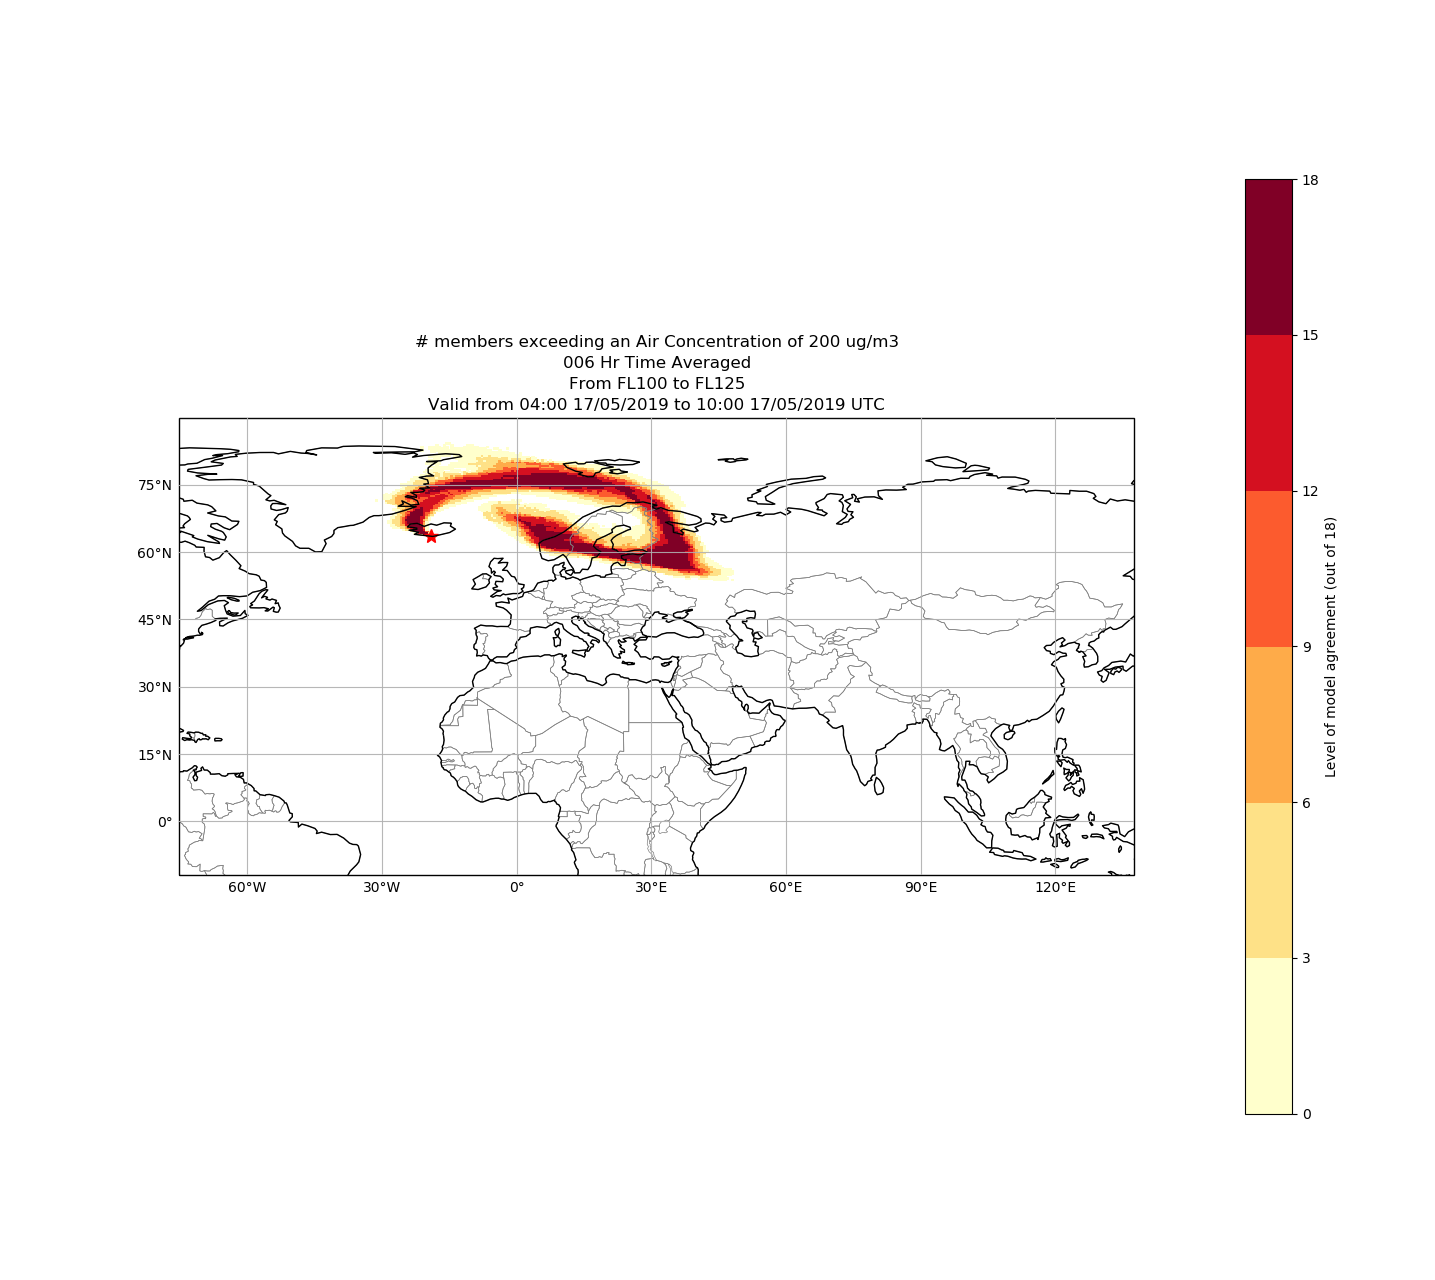 # members exceeding an Air Concentration of 200 ug/m3
006 Hr Time Averaged
From FL100 to FL125
Valid from 04:00 17/05/2019 to 10:00 17/05/2019 UTC
75°N
60°N
45°N
30°N
15°N
0°
60°W
30°W
0°
30°E
60°E
90°E
120°E
18
15
12
9
6
3
0
Level of model agreement (out of 18)